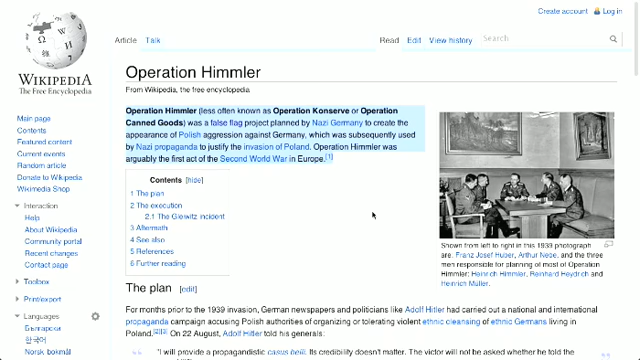 Create account Log in
Article Talk Read Edit View history Search
WIKIPEDIA
The Free Encyclopedia
Main page
Contents
Featured content
Current events
Random article
Donate to Wikipedia
Wikimedia Shop
Interaction
Help
About Wikipedia
Community portal
Recent changes
Contact page
Toolbox
Print/export
Languages
Български
한국어
Norsk bokmål
Operation Himmler
From Wikipedia, the free encyclopedia
Operation Himmler (less often known as Operation Konserve or Operation
Canned Goods) was a false flag project planned by Nazi Germany to create the
appearance of Polish aggression against Germany, which was subsequently used
by Nazi propaganda to justify the invasion of Poland. Operation Himmler was
arguably the first act of the Second World War in Europe.[1]
Contents [hide]
1 The plan
2 The execution
2.1 The Gleiwitz incident
3 Aftermath
4 See also
5 References
6 Further reading
Shown from left to right in this 1939 photograph
are: Franz Josef Huber, Arthur Nebe, and the three
men responsible for planning of most of Operation
Himmler: Heinrich Himmler, Reinhard Heydrich and
Heinrich Müller.
The plan [edit]
For months prior to the 1939 invasion, German newspapers and politicians like Adolf Hitler had carried out a national and international
propaganda campaign accusing Polish authorities of organizing or tolerating violent ethnic cleansing of ethnic Germans living in
Poland.[2][3] On 22 August, Adolf Hitler told his generals:
"I will provide a propagandistic casus belli. Its credibility doesn't matter. The victor will not be asked whether he told the